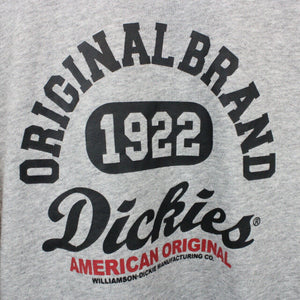 ORIGINAL BRAND
1922
Dickies®
AMERICAN ORIGINAL
WILLIAMSON-DICKIE MANUFACTURING CO.